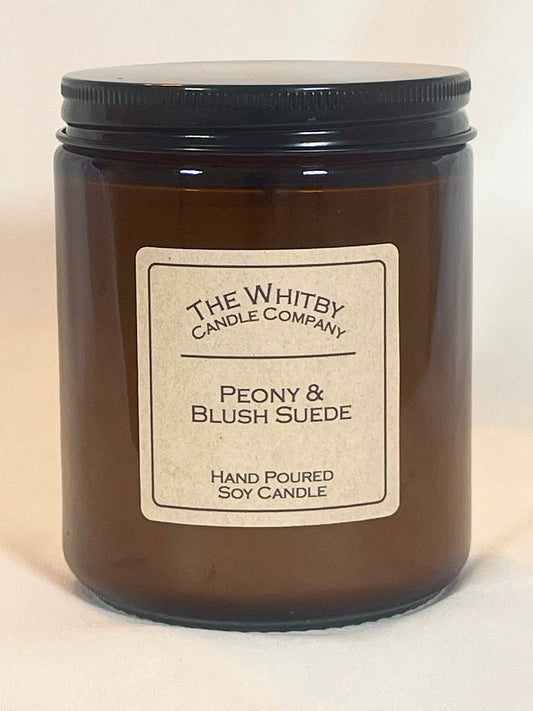 The Whitby
Candle Company
Peony &
Blush Suede
Hand Poured
Soy Candle